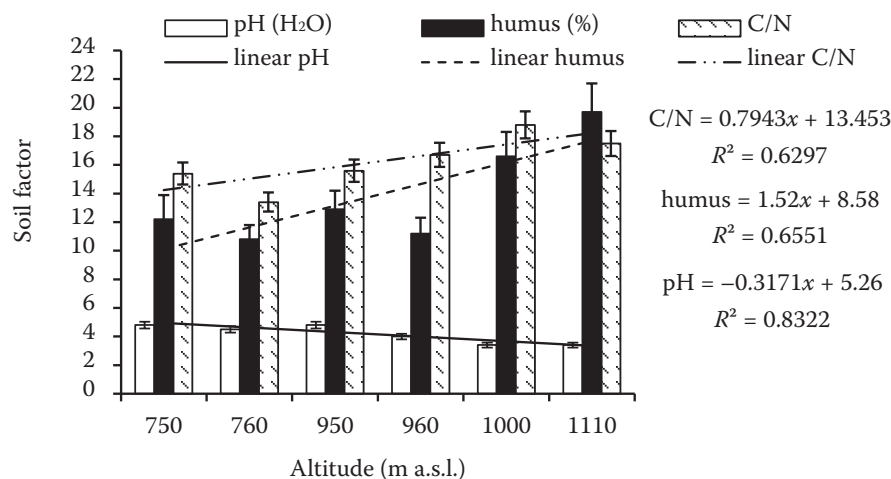 pH (H₂O) humus (%) C/N
linear pH linear humus linear C/N
24
22
20
18
16
14
12
10
8
6
4
2
0
Soil factor
750 760 950 960 1000 1110
Altitude (m a.s.l.)
C/N = 0.7943x + 13.453
R² = 0.6297
humus = 1.52x + 8.58
R² = 0.6551
pH = −0.3171x + 5.26
R² = 0.8322